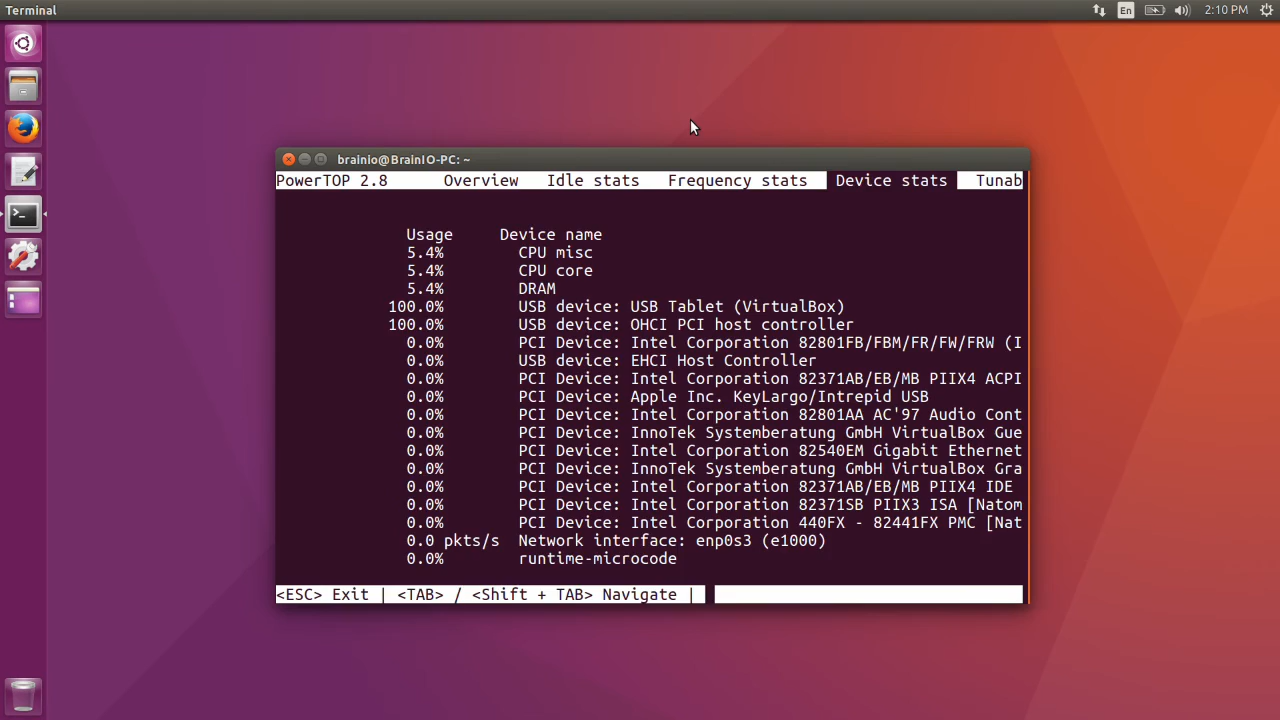 Terminal
En
2:10 PM
brainio@BrainIO-PC: ~
PowerTOP 2.8 Overview Idle stats Frequency stats Device stats Tunab
Usage Device name
5.4% CPU misc
5.4% CPU core
5.4% DRAM
100.0% USB device: USB Tablet (VirtualBox)
100.0% USB device: OHCI PCI host controller
0.0% PCI Device: Intel Corporation 82801FB/FBM/FR/FW/FRW (I
0.0% USB device: EHCI Host Controller
0.0% PCI Device: Intel Corporation 82371AB/EB/MB PIIX4 ACPI
0.0% PCI Device: Apple Inc. KeyLargo/Intrepid USB
0.0% PCI Device: Intel Corporation 82801AA AC'97 Audio Cont
0.0% PCI Device: InnoTek Systemberatung GmbH VirtualBox Gue
0.0% PCI Device: Intel Corporation 82540EM Gigabit Ethernet
0.0% PCI Device: InnoTek Systemberatung GmbH VirtualBox Gra
0.0% PCI Device: Intel Corporation 82371AB/EB/MB PIIX4 IDE
0.0% PCI Device: Intel Corporation 82371SB PIIX3 ISA [Natom
0.0% PCI Device: Intel Corporation 440FX - 82441FX PMC [Nat
0.0 pkts/s Network interface: enp0s3 (e1000)
0.0% runtime-microcode
<ESC> Exit | <TAB> / <Shift + TAB> Navigate |